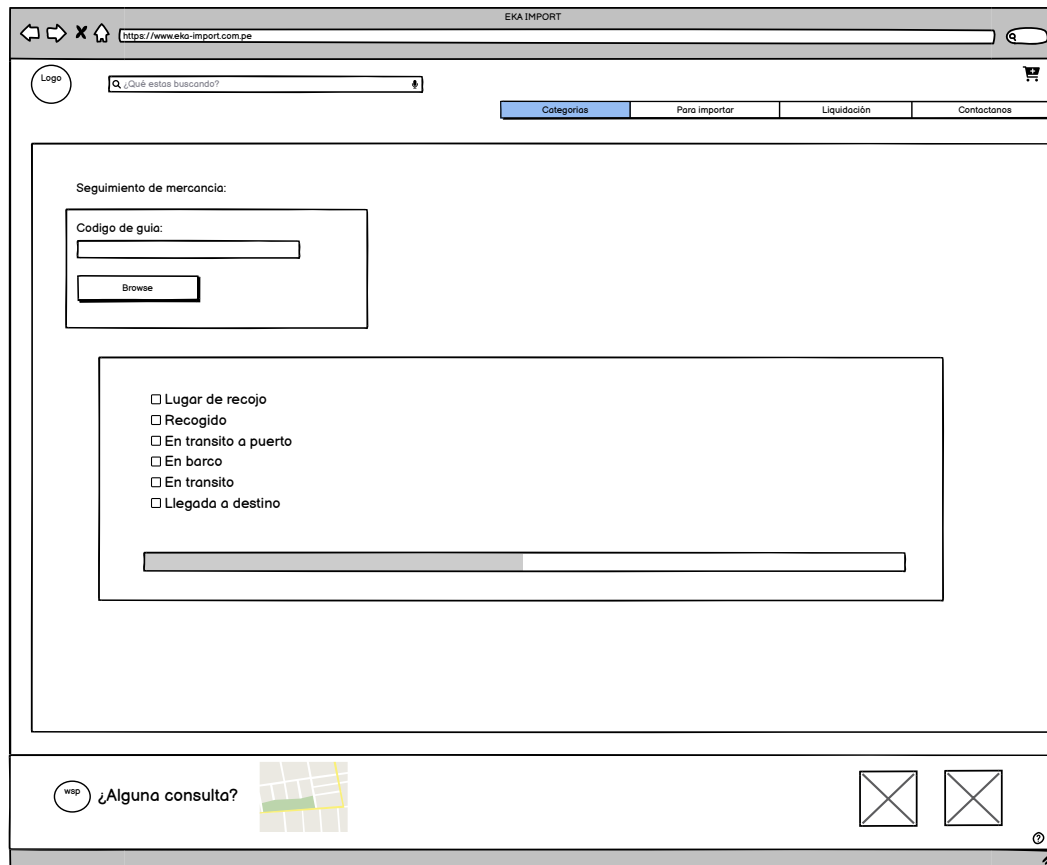 EKA IMPORT
https://www.eka-import.com.pe
Logo
¿Qué estas buscando?
Categorias
Para importar
Liquidación
Contactanos
Seguimiento de mercancia:
Codigo de guia:
Browse
Lugar de recojo
Recogido
En transito a puerto
En barco
En transito
Llegada a destino
wsp
¿Alguna consulta?